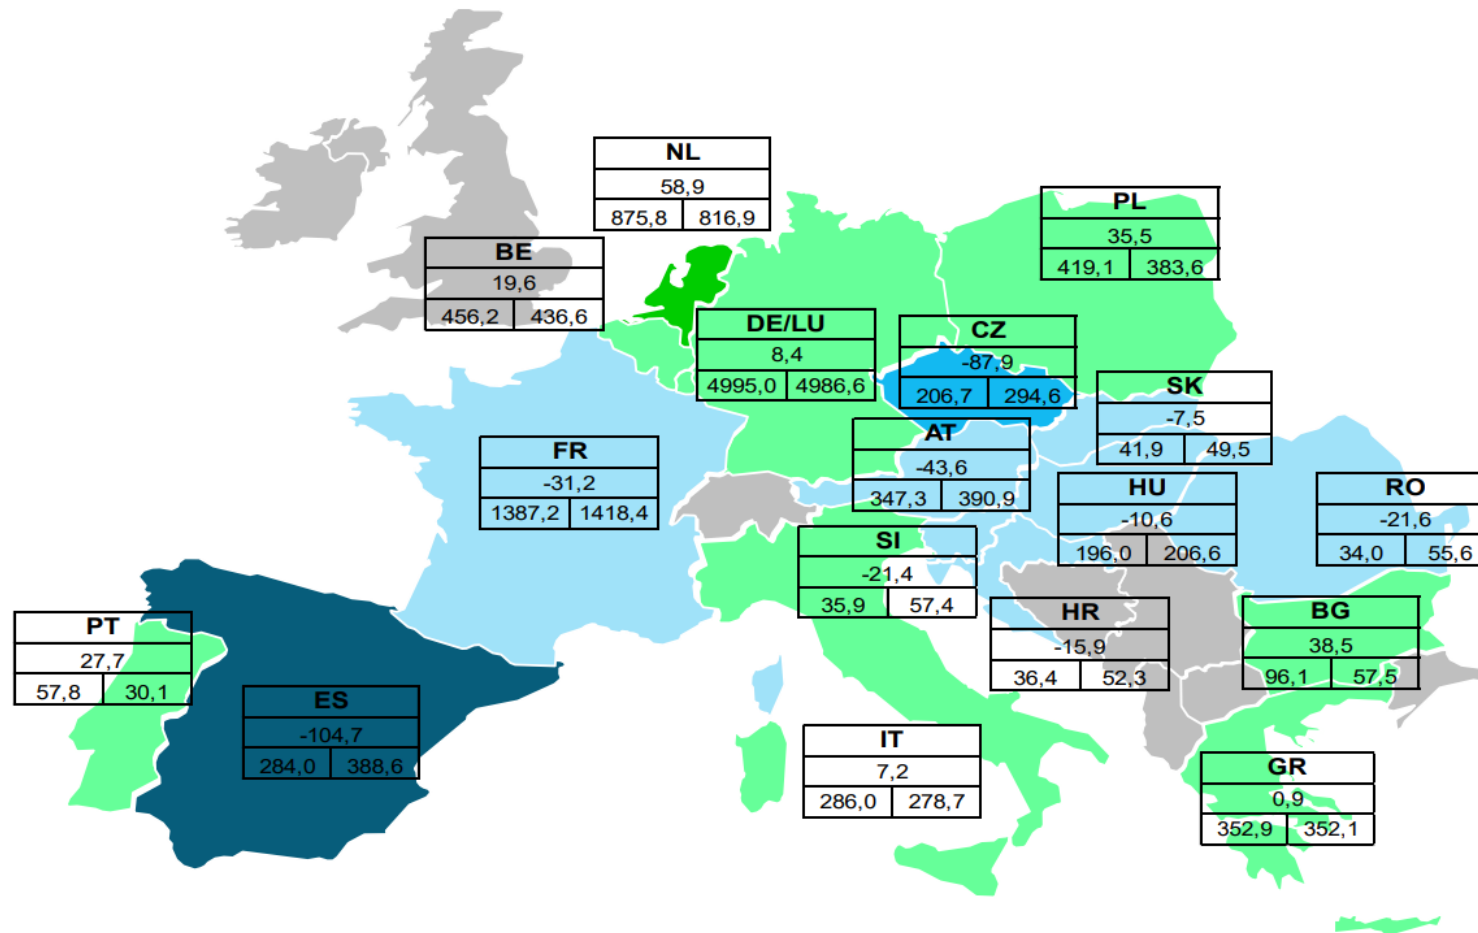 NL
58,9
875,8 816,9
PL
35,5
419,1 383,6
BE
19,6
456,2 436,6
DE/LU
8,4
4995,0 4986,6
CZ
-87,9
206,7 294,6
SK
-7,5
41,9 49,5
AT
-43,6
347,3 390,9
FR
-31,2
1387,2 1418,4
HU
-10,6
196,0 206,6
RO
-21,6
34,0 55,6
SI
-21,4
35,9 57,4
HR
-15,9
36,4 52,3
BG
38,5
96,1 57,5
PT
27,7
57,8 30,1
ES
-104,7
284,0 388,6
IT
7,2
286,0 278,7
GR
0,9
352,9 352,1